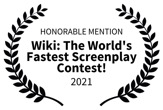 HONORABLE MENTION
Wiki: The World's
Fastest Screenplay
Contest!
2021